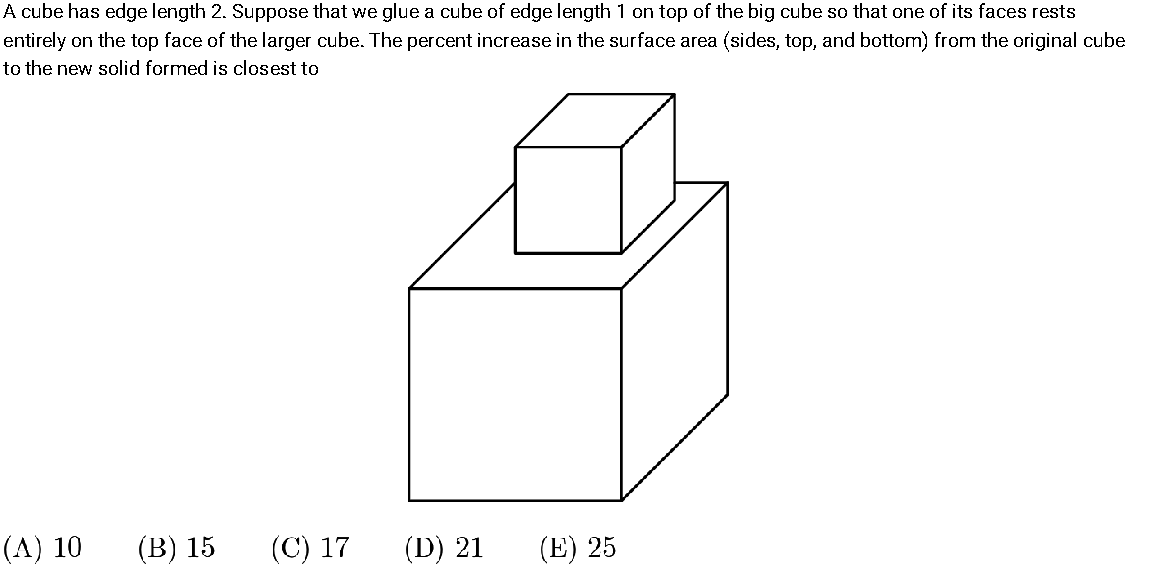 A cube has edge length 2. Suppose that we glue a cube of edge length 1 on top of the big cube so that one of its faces rests
entirely on the top face of the larger cube. The percent increase in the surface area (sides, top, and bottom) from the original cube
to the new solid formed is closest to
(A) 10 (B) 15 (C) 17 (D) 21 (E) 25